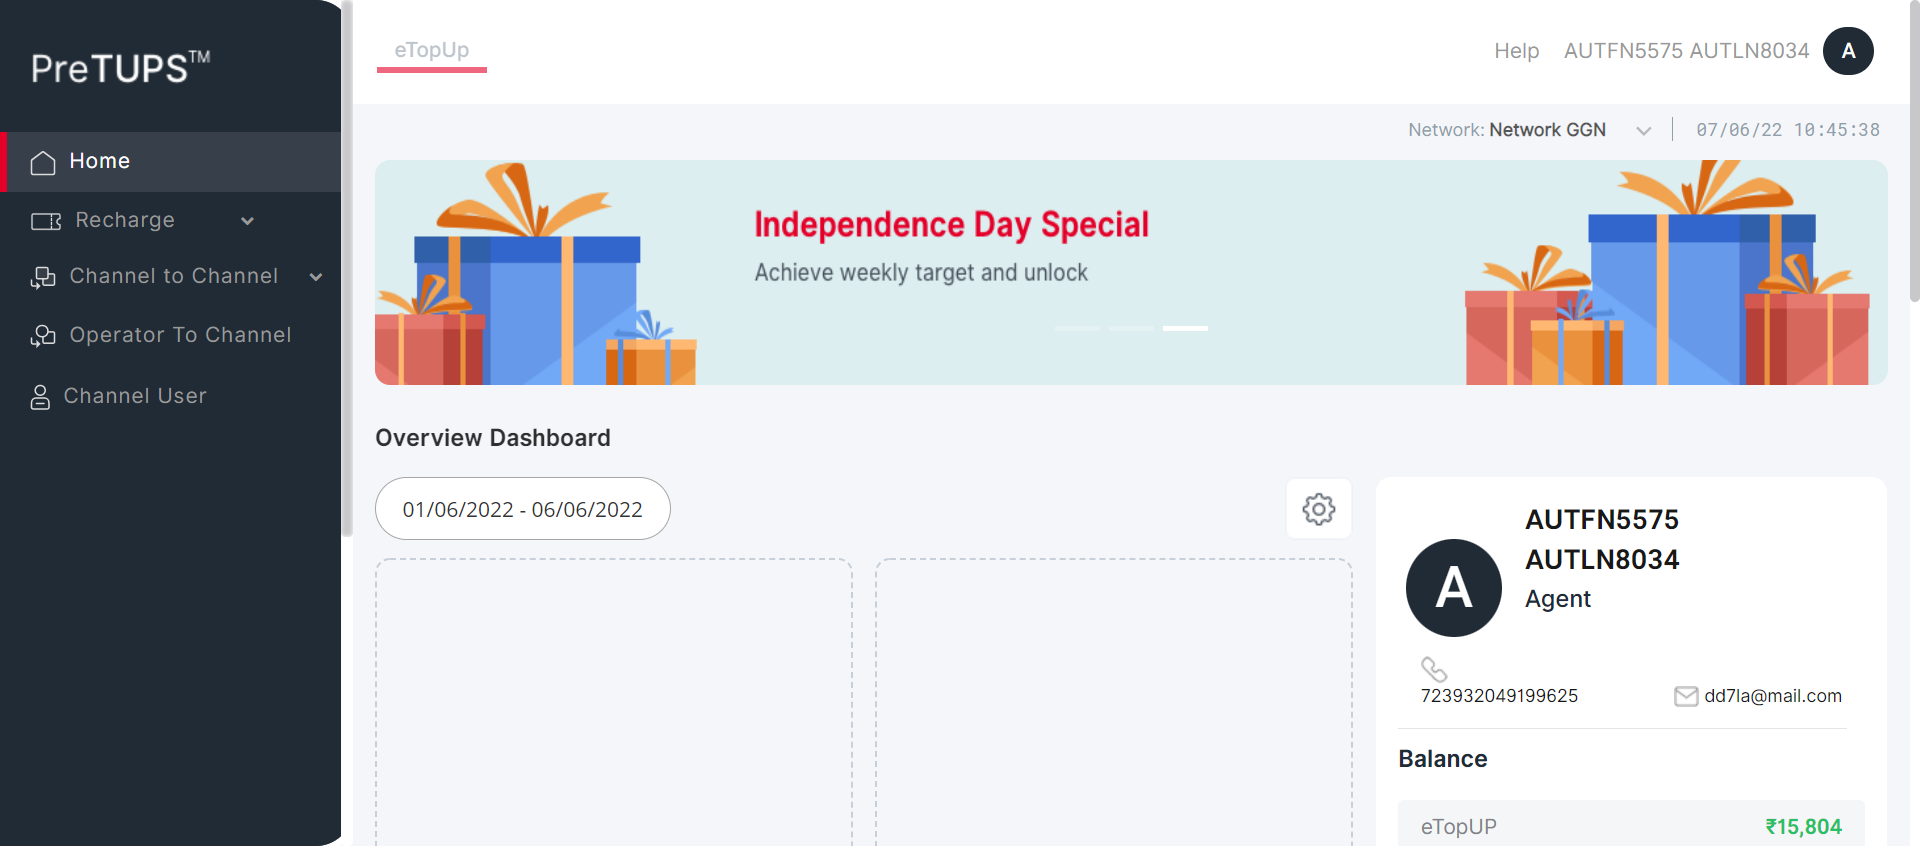 PreTUPS™
Home
Recharge
Channel to Channel
Operator To Channel
Channel User
eTopUp
Help AUTFN5575 AUTLN8034 A
Network: Network GGN 07/06/22 10:45:38
Independence Day Special
Achieve weekly target and unlock
Overview Dashboard
01/06/2022 - 06/06/2022
A
AUTFN5575
AUTLN8034
Agent
723932049199625
dd7la@mail.com
Balance
eTopUP ₹15,804